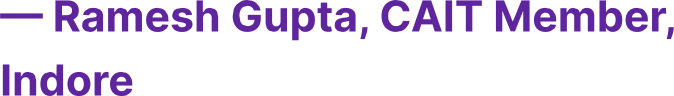 — Ramesh Gupta, CAIT Member,
Indore